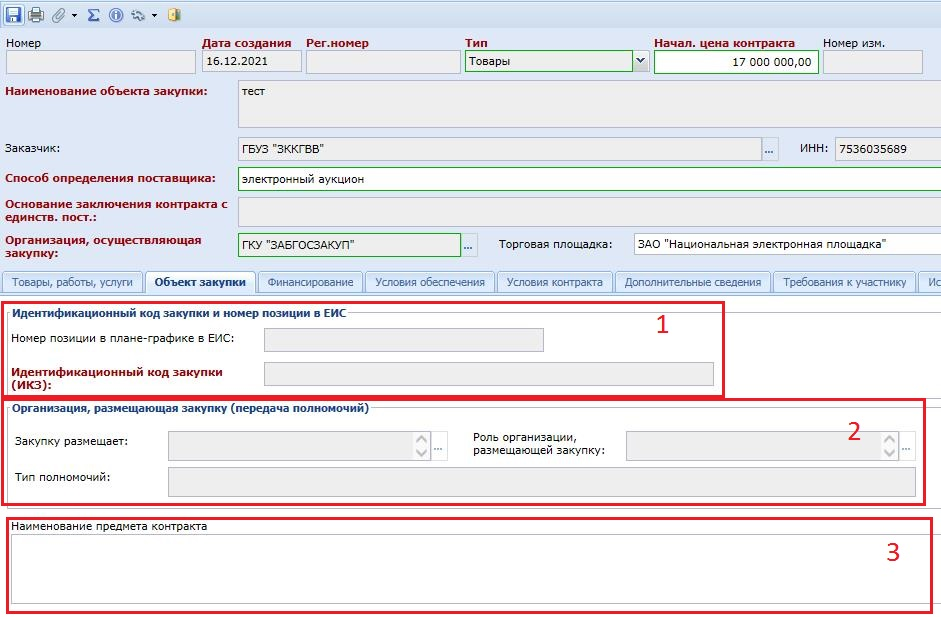 Номер Дата создания Рег.номер Тип Начал. цена контракта Номер изм.
16.12.2021 Товары 17 000 000,00
Наименование объекта закупки: тест
Заказчик: ГБУЗ "ЗККГВВ" ... ИНН: 7536035689
Способ определения поставщика: электронный аукцион
Основание заключения контракта с
единств. пост.:
Организация, осуществляющая
закупку: ГКУ "ЗАБГОСЗАКУП" ... Торговая площадка: ЗАО "Национальная электронная площадка"
Товары, работы, услуги Объект закупки Финансирование Условия обеспечения Условия контракта Дополнительные сведения Требования к участнику Ис
Идентификационный код закупки и номер позиции в ЕИС 1
Номер позиции в плане-графике в ЕИС:
Идентификационный код закупки
(ИКЗ):
Организация, размещающая закупку (передача полномочий)
Закупку размещает: ... Роль организации,
размещающей закупку: ... 2
Тип полномочий:
Наименование предмета контракта
3